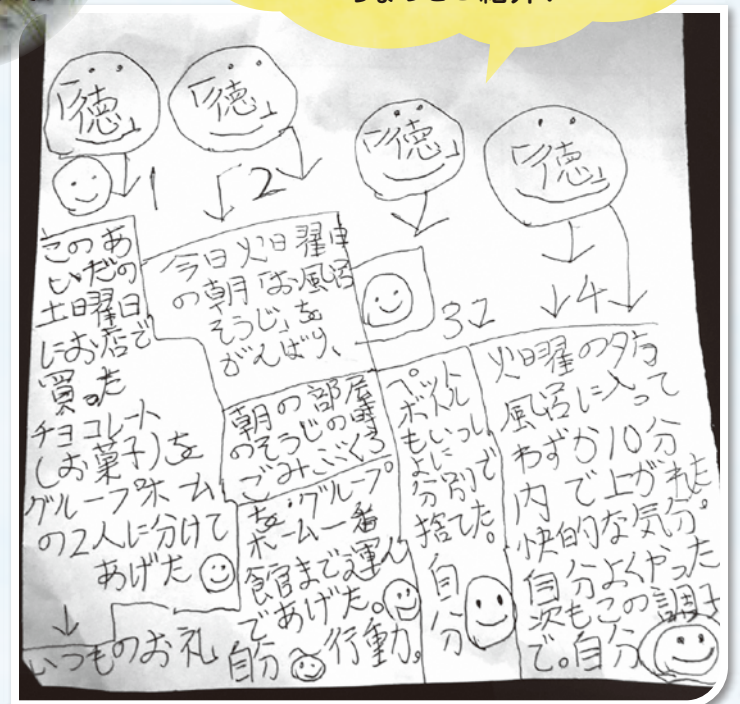 「徳」
1
このあ
いだの
土曜日
にお店で
買った
チョコレート
(お菓子)を
グループホーム
の2人に分けて
あげた
いつものお礼
「徳」
2
今日火曜日
の朝「お風呂
そうじ」を
がんばり、
朝の部屋
のそうじの時
ごみぶくろ
を、グループ
ホーム一番
食官まで運ん
であげた。
自分 行動。
「徳」
3
ペット
ボトル
もいっし
ょに
分別で
捨てた。
自分
「徳」
4
火曜の夕方
風呂に入って
わずか10分
内で上がれた
快的な気分。
自分よくやった
次もこの調子
で。自分